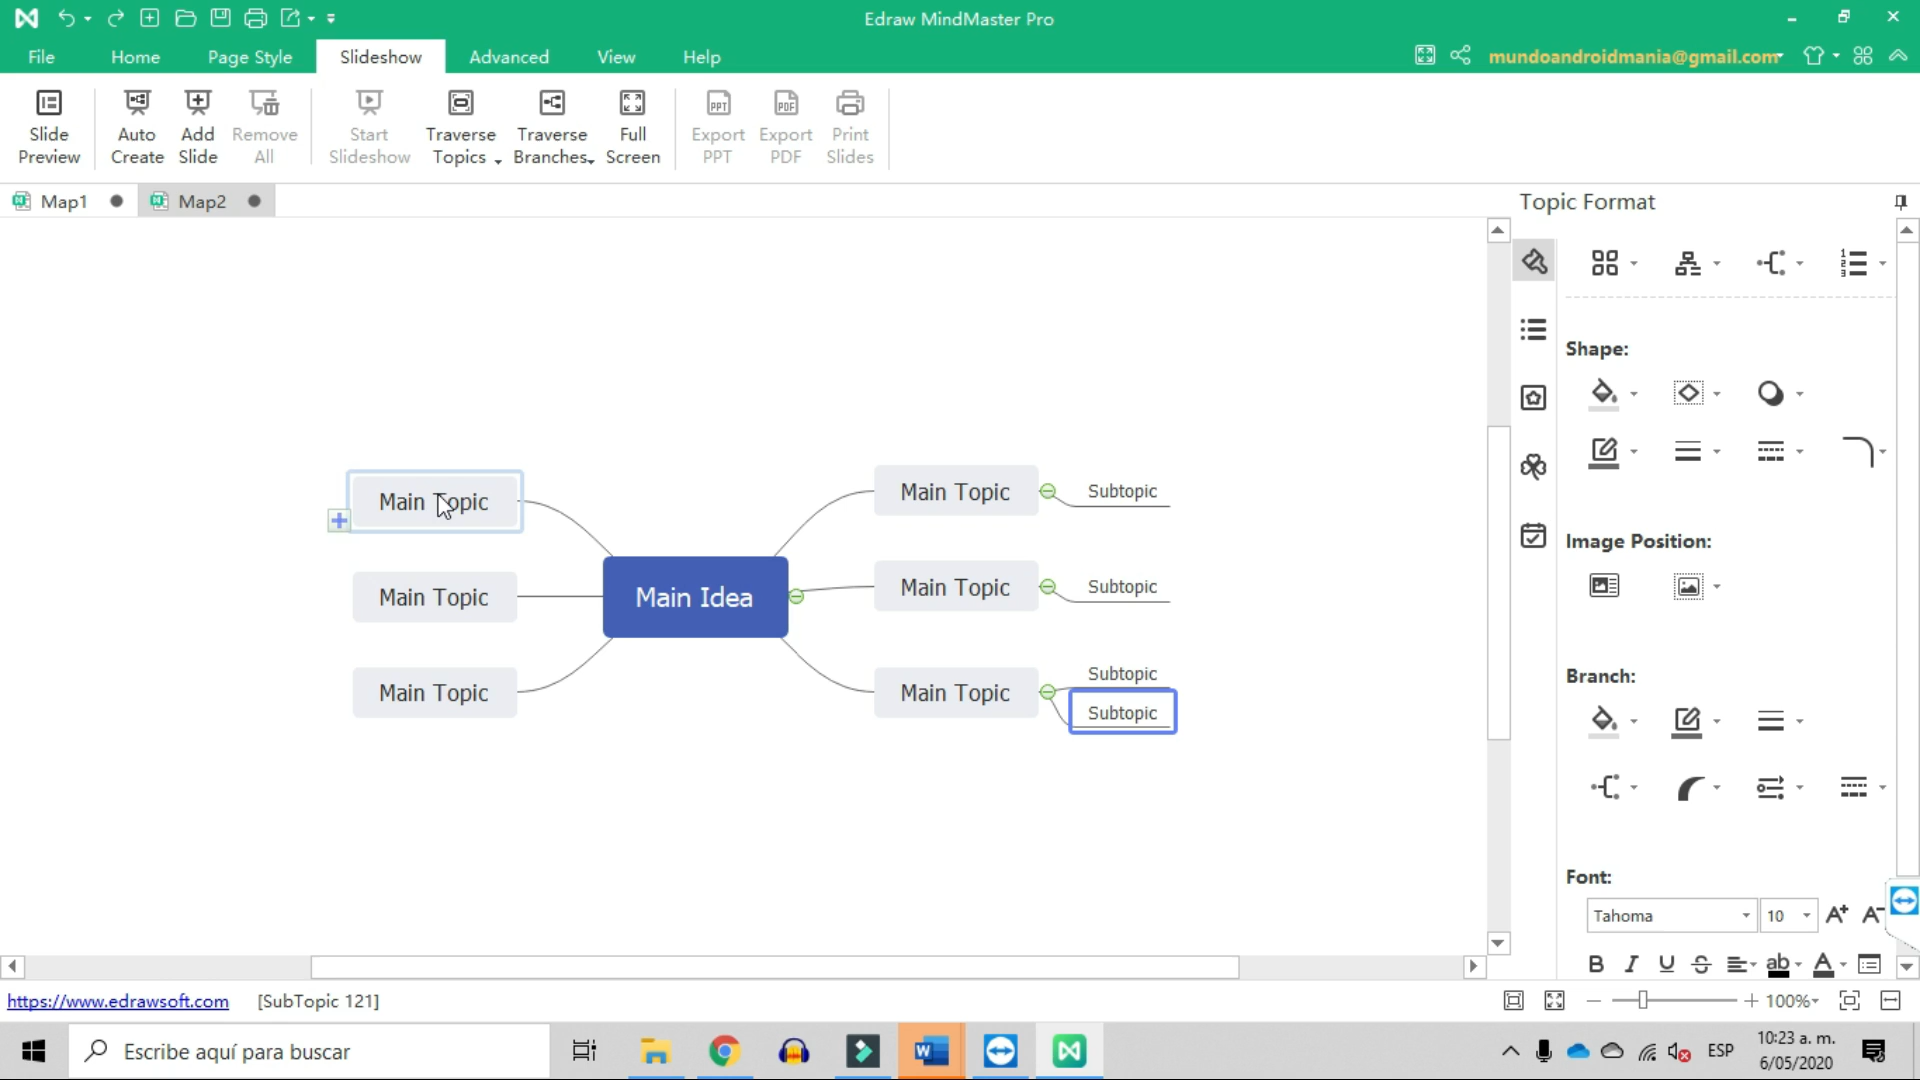 Edraw MindMaster Pro
File Home Page Style Slideshow Advanced View Help mundoandroidmania@gmail.com
Slide Preview
Auto Create
Add Slide
Remove All
Start Slideshow
Traverse Topics
Traverse Branches
Full Screen
Export PPT
Export PDF
Print Slides
Map1 Map2
Topic Format
Shape:
Main Topic
Main Topic
Main Topic
Main Idea
Main Topic Subtopic
Main Topic Subtopic
Main Topic Subtopic
Subtopic
Image Position:
Branch:
Font:
Tahoma 10
https://www.edrawsoft.com [SubTopic 121] 100%
Escribe aquí para buscar
ESP
10:23 a. m.
6/05/2020